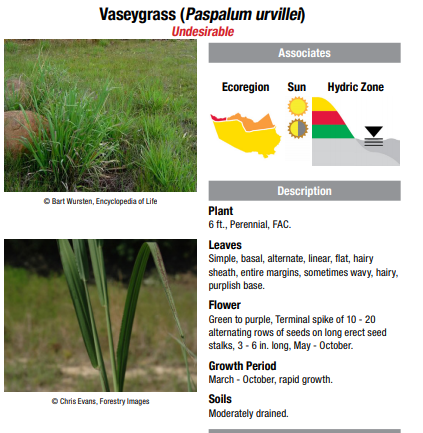 Vaseygrass (Paspalum urvillei)
Undesirable
© Bart Wursten, Encyclopedia of Life
© Chris Evans, Forestry Images
Associates
Ecoregion Sun Hydric Zone
Description
Plant
6 ft., Perennial, FAC.
Leaves
Simple, basal, alternate, linear, flat, hairy
sheath, entire margins, sometimes wavy, hairy,
purplish base.
Flower
Green to purple, Terminal spike of 10 - 20
alternating rows of seeds on long erect seed
stalks, 3 - 6 in. long, May - October.
Growth Period
March - October, rapid growth.
Soils
Moderately drained.